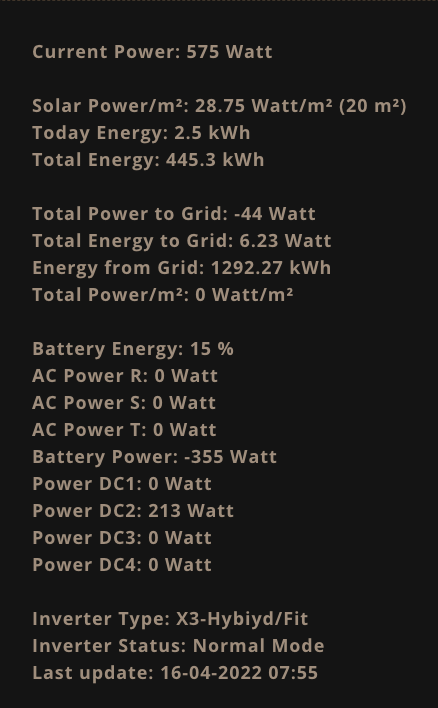 Current Power: 575 Watt
Solar Power/m²: 28.75 Watt/m² (20 m²)
Today Energy: 2.5 kWh
Total Energy: 445.3 kWh
Total Power to Grid: -44 Watt
Total Energy to Grid: 6.23 Watt
Energy from Grid: 1292.27 kWh
Total Power/m²: 0 Watt/m²
Battery Energy: 15 %
AC Power R: 0 Watt
AC Power S: 0 Watt
AC Power T: 0 Watt
Battery Power: -355 Watt
Power DC1: 0 Watt
Power DC2: 213 Watt
Power DC3: 0 Watt
Power DC4: 0 Watt
Inverter Type: X3-Hybiyd/Fit
Inverter Status: Normal Mode
Last update: 16-04-2022 07:55